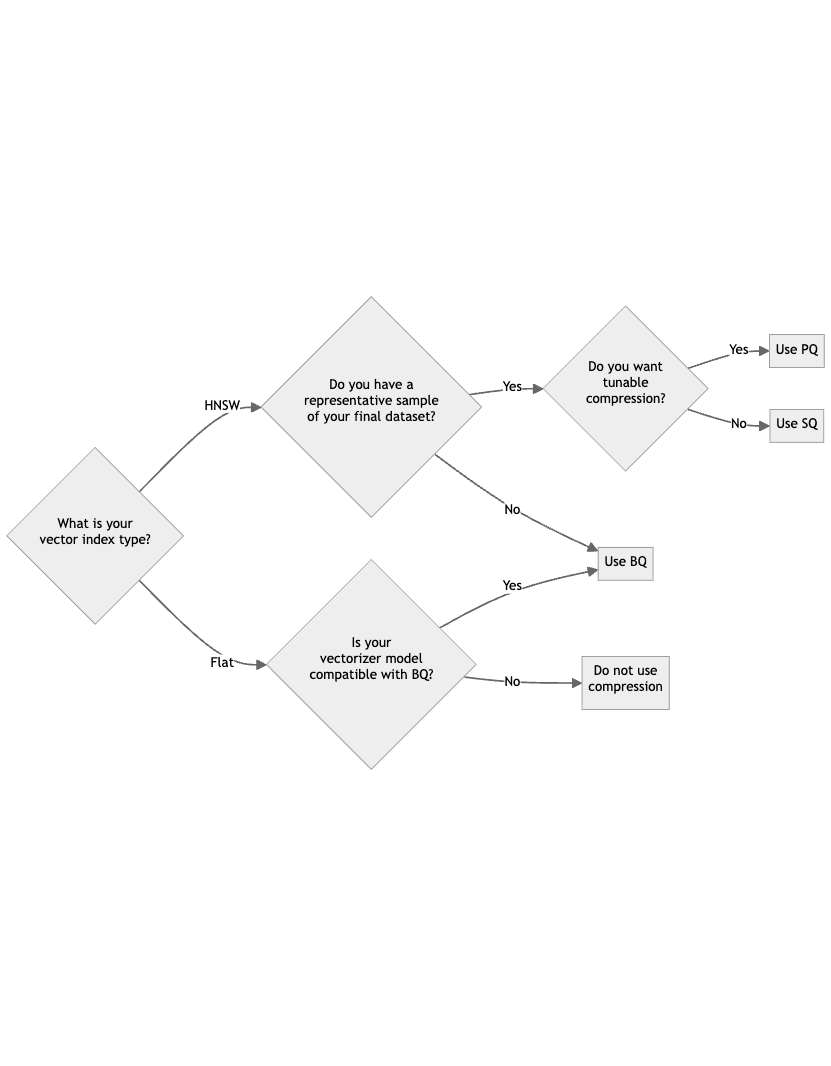 What is your
vector index type?
HNSW
Flat
Do you have a
representative sample
of your final dataset?
Yes
No
Do you want
tunable
compression?
Yes
No
Use PQ
Use SQ
Is your
vectorizer model
compatible with BQ?
Yes
No
Use BQ
Do not use
compression